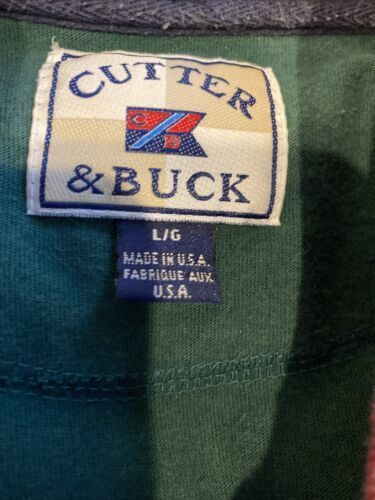 CUTTER
C B
& BUCK
L/G
MADE IN U.S.A.
FABRIQUE AUX
U.S.A.